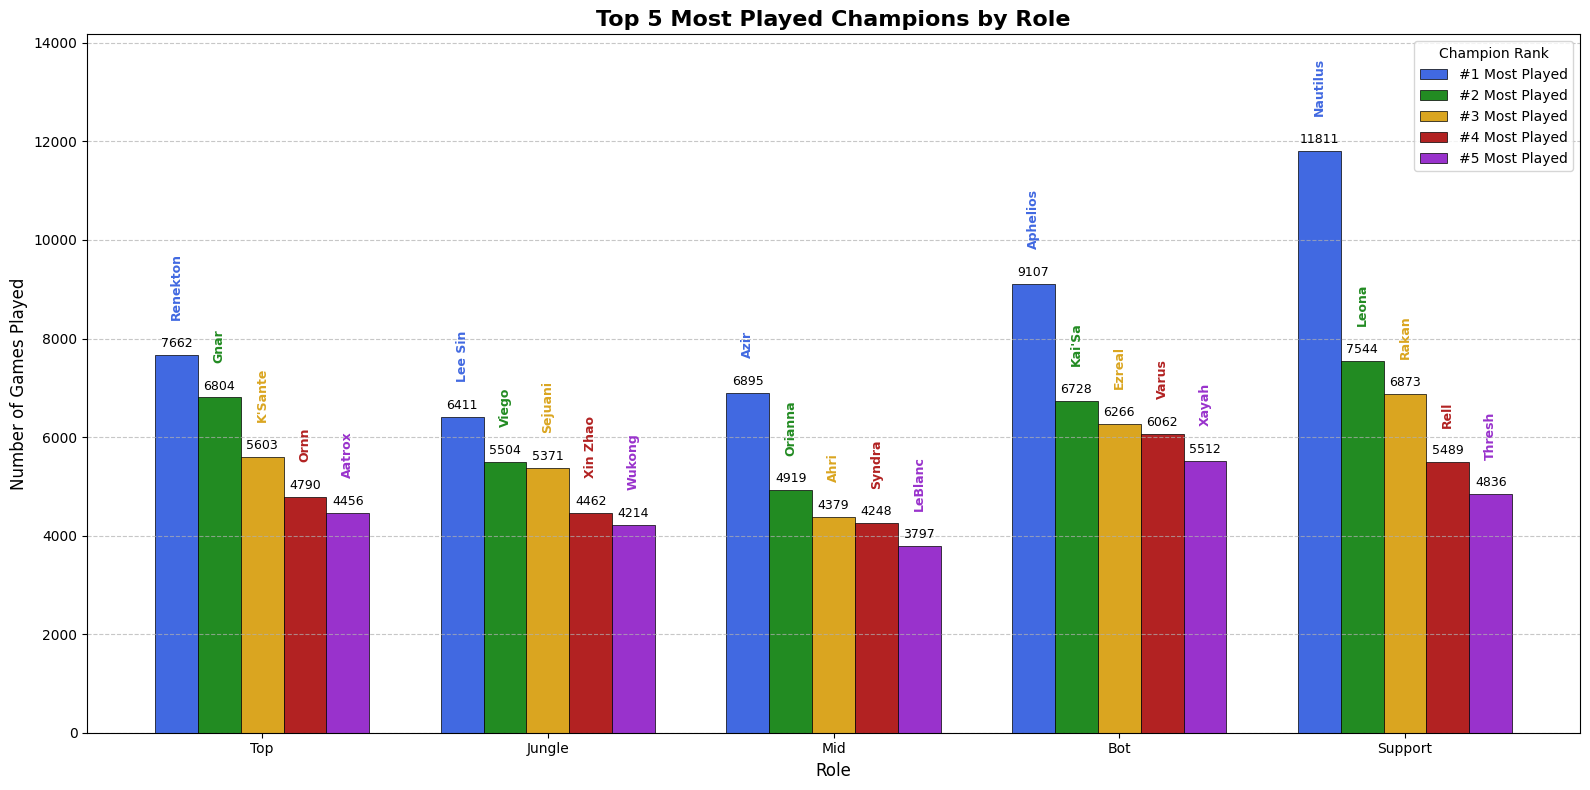 Top 5 Most Played Champions by Role
Number of Games Played
14000
12000
10000
8000
6000
4000
2000
0
Champion Rank
#1 Most Played
#2 Most Played
#3 Most Played
#4 Most Played
#5 Most Played
Renekton
7662
Gnar
6804
K'Sante
5603
Ornn
4790
Aatrox
4456
Lee Sin
6411
Viego
5504
Sejuani
5371
Xin Zhao
4462
Wukong
4214
Azir
6895
Orianna
4919
Ahri
4379
Syndra
4248
LeBlanc
3797
Aphelios
9107
Kai'Sa
6728
Ezreal
6266
Varus
6062
Xayah
5512
Nautilus
11811
Leona
7544
Rakan
6873
Rell
5489
Thresh
4836
Top
Jungle
Mid
Bot
Support
Role